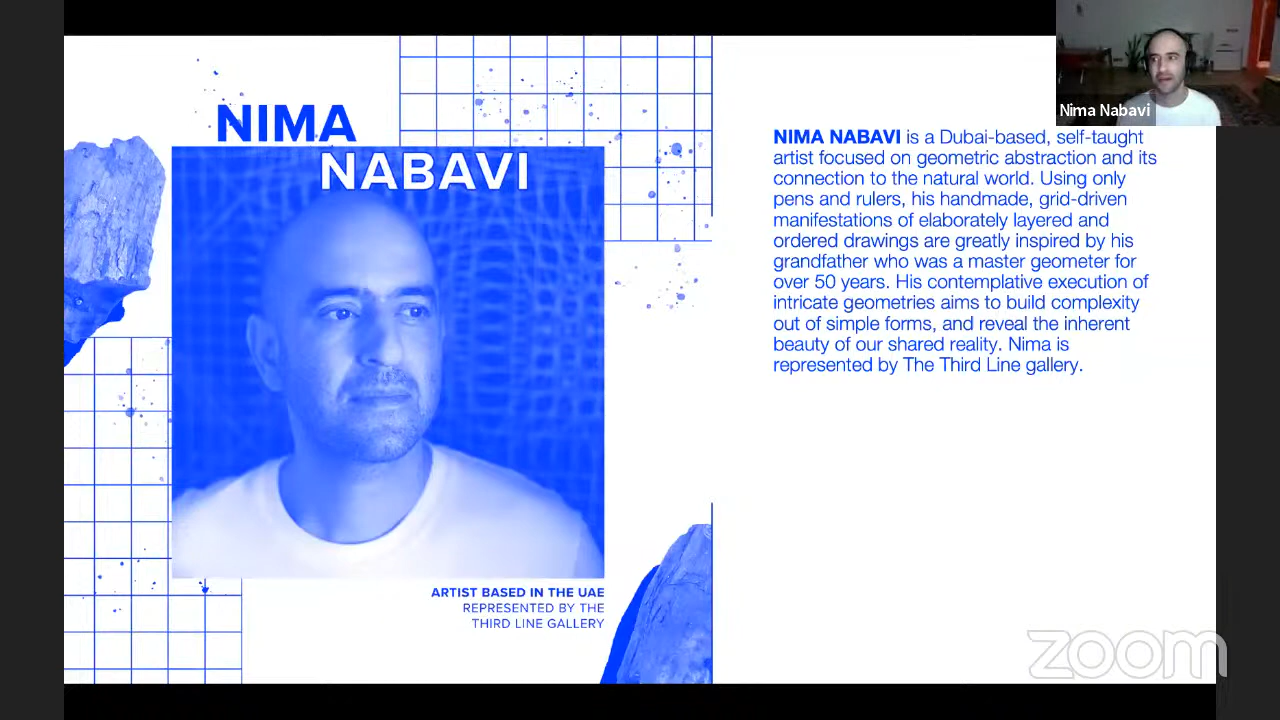 NIMA
NABAVI
ARTIST BASED IN THE UAE
REPRESENTED BY THE
THIRD LINE GALLERY
NIMA NABAVI is a Dubai-based, self-taught
artist focused on geometric abstraction and its
connection to the natural world. Using only
pens and rulers, his handmade, grid-driven
manifestations of elaborately layered and
ordered drawings are greatly inspired by his
grandfather who was a master geometer for
over 50 years. His contemplative execution of
intricate geometries aims to build complexity
out of simple forms, and reveal the inherent
beauty of our shared reality. Nima is
represented by The Third Line gallery.
Nima Nabavi
zoom